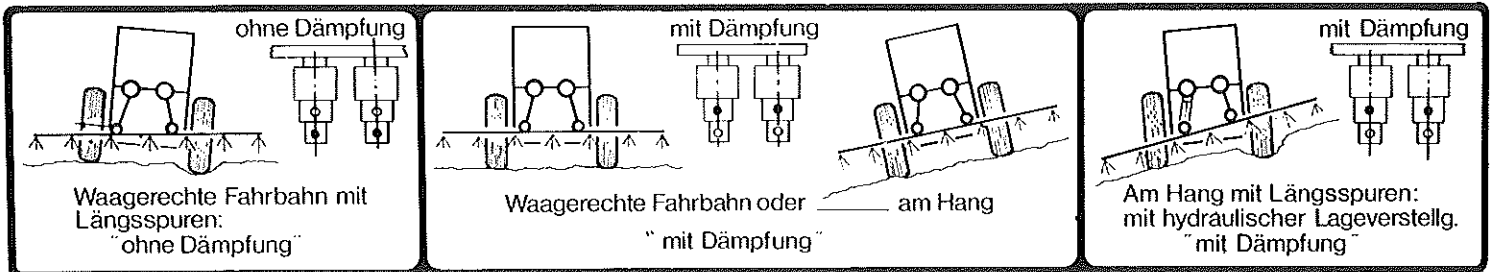 ohne Dämpfung
Waagerechte Fahrbahn mit
Längsspuren:
"ohne Dämpfung"
mit Dämpfung
Waagerechte Fahrbahn oder ______ am Hang
"mit Dämpfung"
mit Dämpfung
Am Hang mit Längsspuren:
mit hydraulischer Lageverstellg.
"mit Dämpfung"